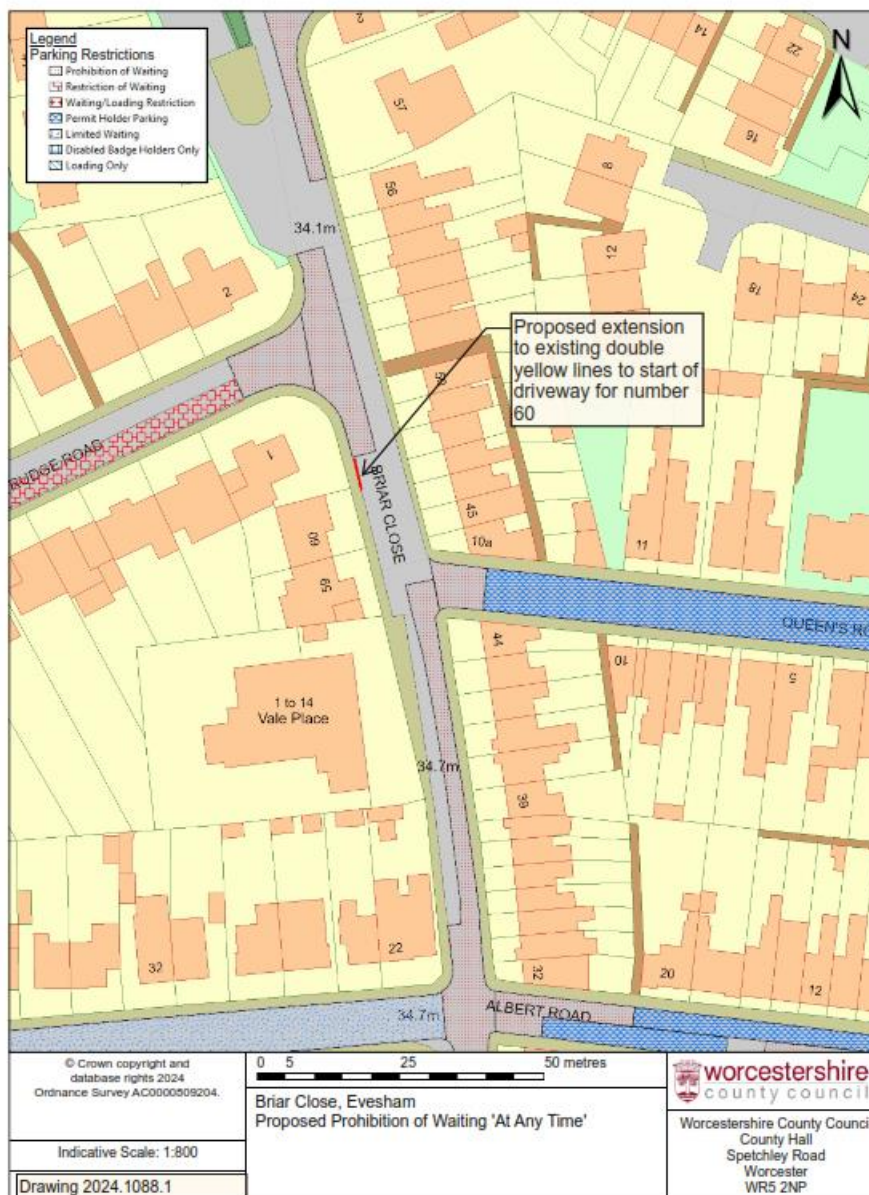 Legend
Parking Restrictions
Prohibition of Waiting
Restriction of Waiting
Waiting/Loading Restriction
Permit Holder Parking
Limited Waiting
Disabled Badge Holders Only
Loading Only
N
2
14
22
16
57
56
8
12
18
24
34.1m
2
Proposed extension
to existing double
yellow lines to start of
driveway for number
60
RUDGE ROAD
BRIAR CLOSE
1
60
59
45
10a
11
QUEEN'S RO
44
10
5
1 to 14
Vale Place
34.7m
39
32
22
32
20
12
34.7m
ALBERT ROAD
© Crown copyright and
database rights 2024
Ordnance Survey AC0000809204.
Indicative Scale: 1:800
Drawing 2024.1088.1
0 5 25 50 metres
Briar Close, Evesham
Proposed Prohibition of Waiting 'At Any Time'
worcestershire
county council
Worcestershire County Council
County Hall
Spetchley Road
Worcester
WR5 2NP